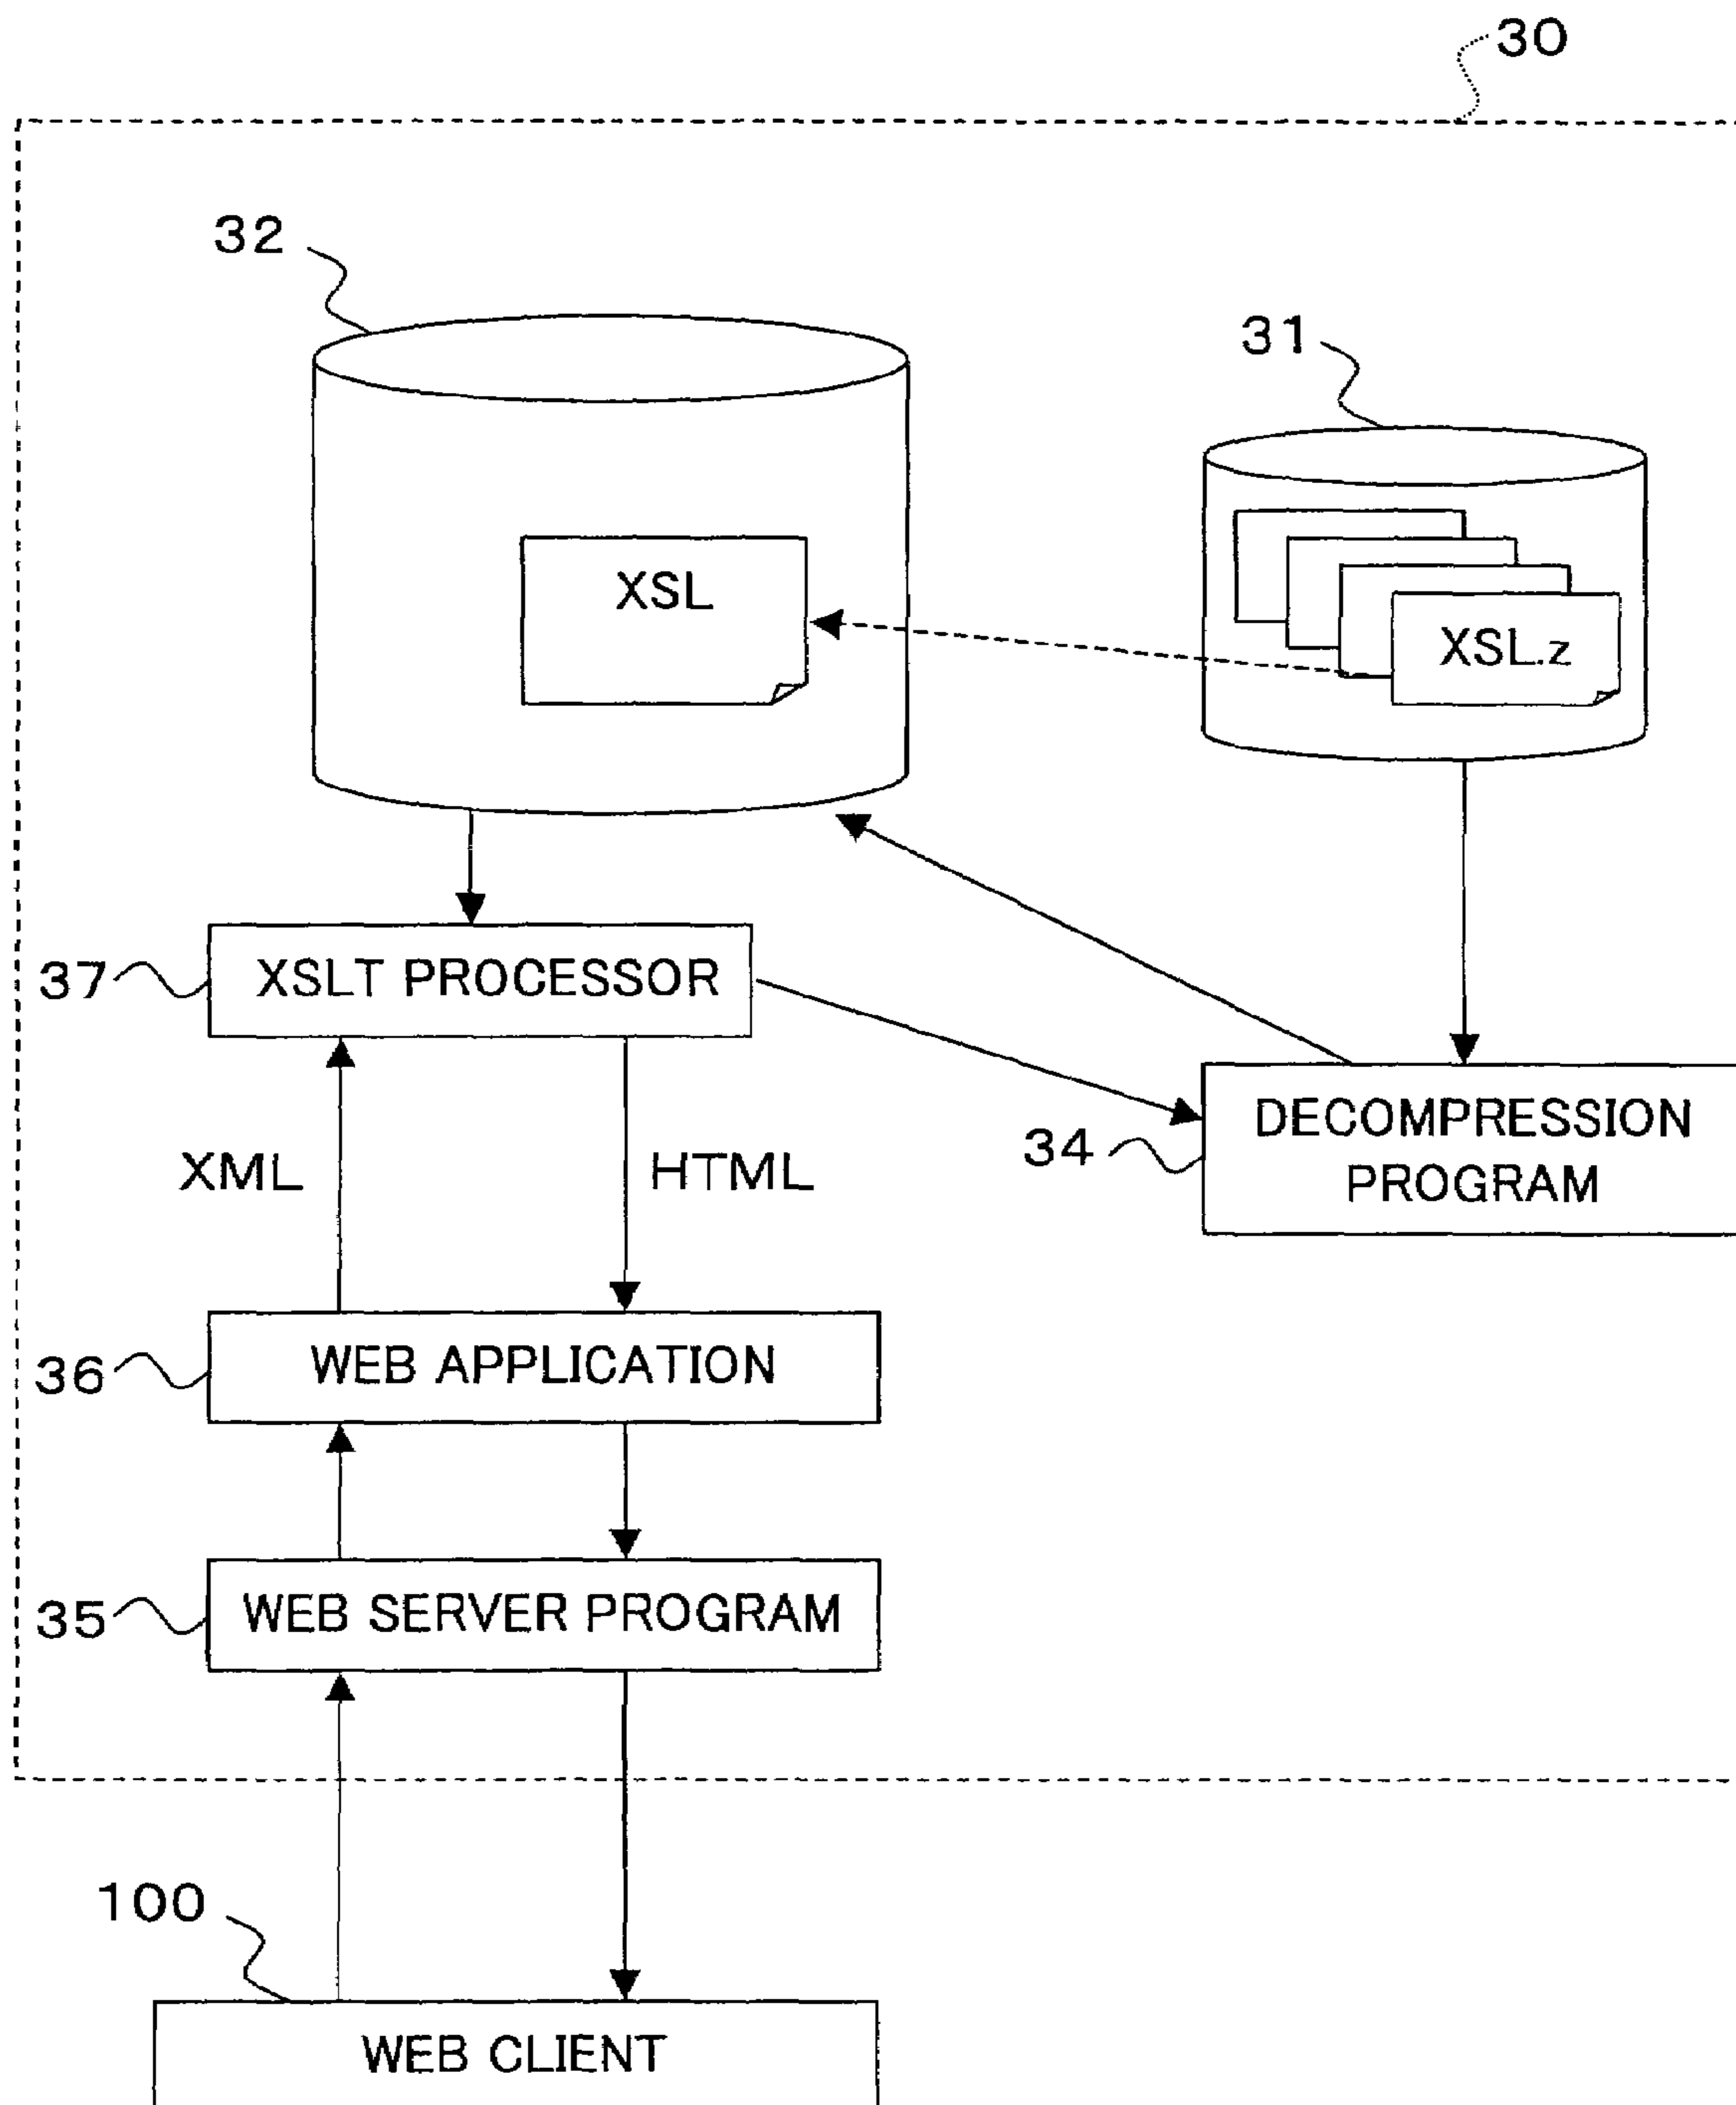 30
32
31
XSL
XSL.z
37
XSLT PROCESSOR
34
DECOMPRESSION
PROGRAM
XML
HTML
36
WEB APPLICATION
35
WEB SERVER PROGRAM
100
WEB CLIENT